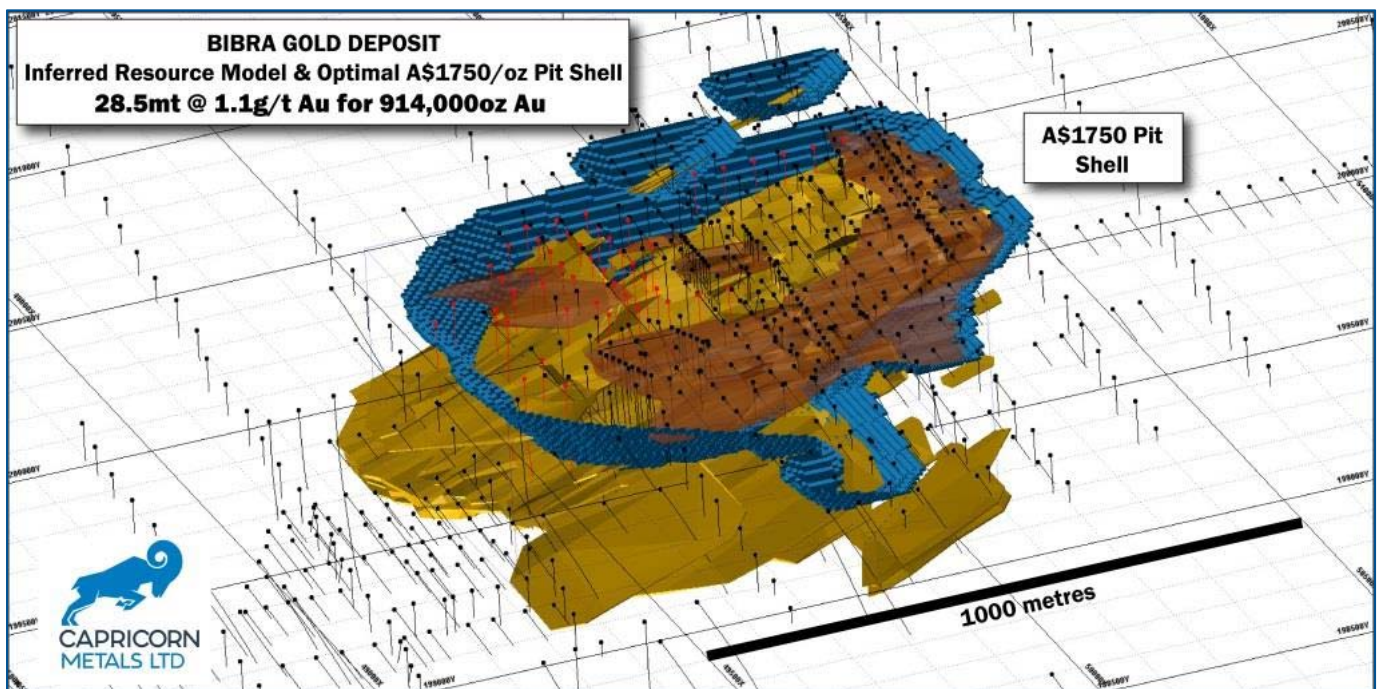 BIBRA GOLD DEPOSIT
Inferred Resource Model & Optimal A$1750/oz Pit Shell
28.5mt @ 1.1g/t Au for 914,000oz Au
A$1750 Pit
Shell
1000 metres
CAPRICORN
METALS LTD